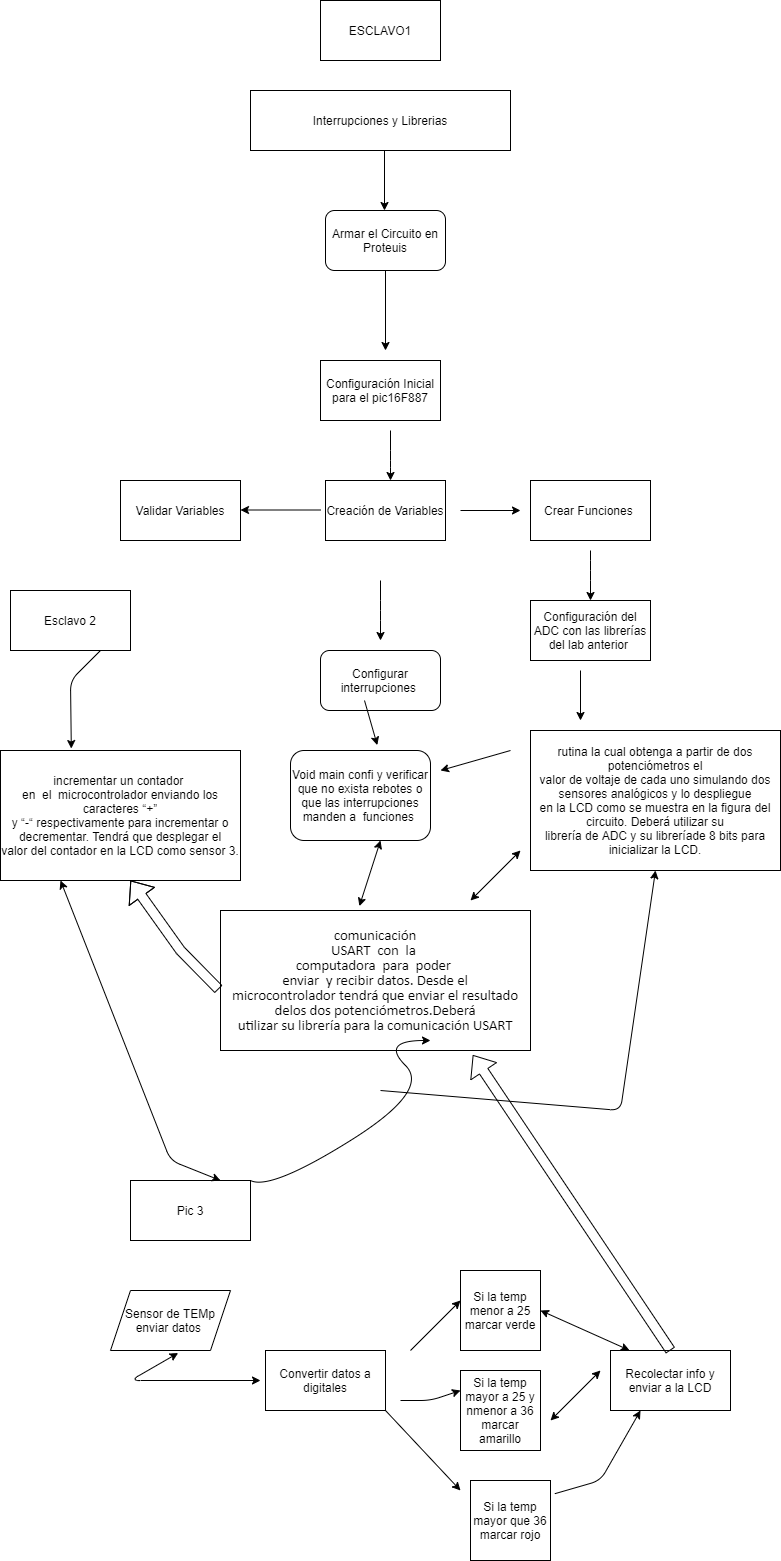 ESCLAVO1
Interrupciones y Librerias
Armar el Circuito en
Proteuis
Configuración Inicial
para el pic16F887
Validar Variables
Creación de Variables
Crear Funciones
Esclavo 2
Configuración del
ADC con las librerías
del lab anterior
Configurar
interrupciones
incrementar un contador
en el microcontrolador enviando los
caracteres “+”
y “-“ respectivamente para incrementar o
decrementar. Tendrá que desplegar el
valor del contador en la LCD como sensor 3.
Void main confi y verificar
que no exista rebotes o
que las interrupciones
manden a funciones
rutina la cual obtenga a partir de dos
potenciómetros el
valor de voltaje de cada uno simulando dos
sensores analógicos y lo despliegue
en la LCD como se muestra en la figura del
circuito. Deberá utilizar su
librería de ADC y su libreríade 8 bits para
inicializar la LCD.
comunicación
USART con la
computadora para poder
enviar y recibir datos. Desde el
microcontrolador tendrá que enviar el resultado
delos dos potenciómetros.Deberá
utilizar su librería para la comunicación USART
Pic 3
Sensor de TEMp
enviar datos
Convertir datos a
digitales
Si la temp
menor a 25
marcar verde
Si la temp
mayor a 25 y
nmenor a 36
marcar
amarillo
Si la temp
mayor que 36
marcar rojo
Recolectar info y
enviar a la LCD